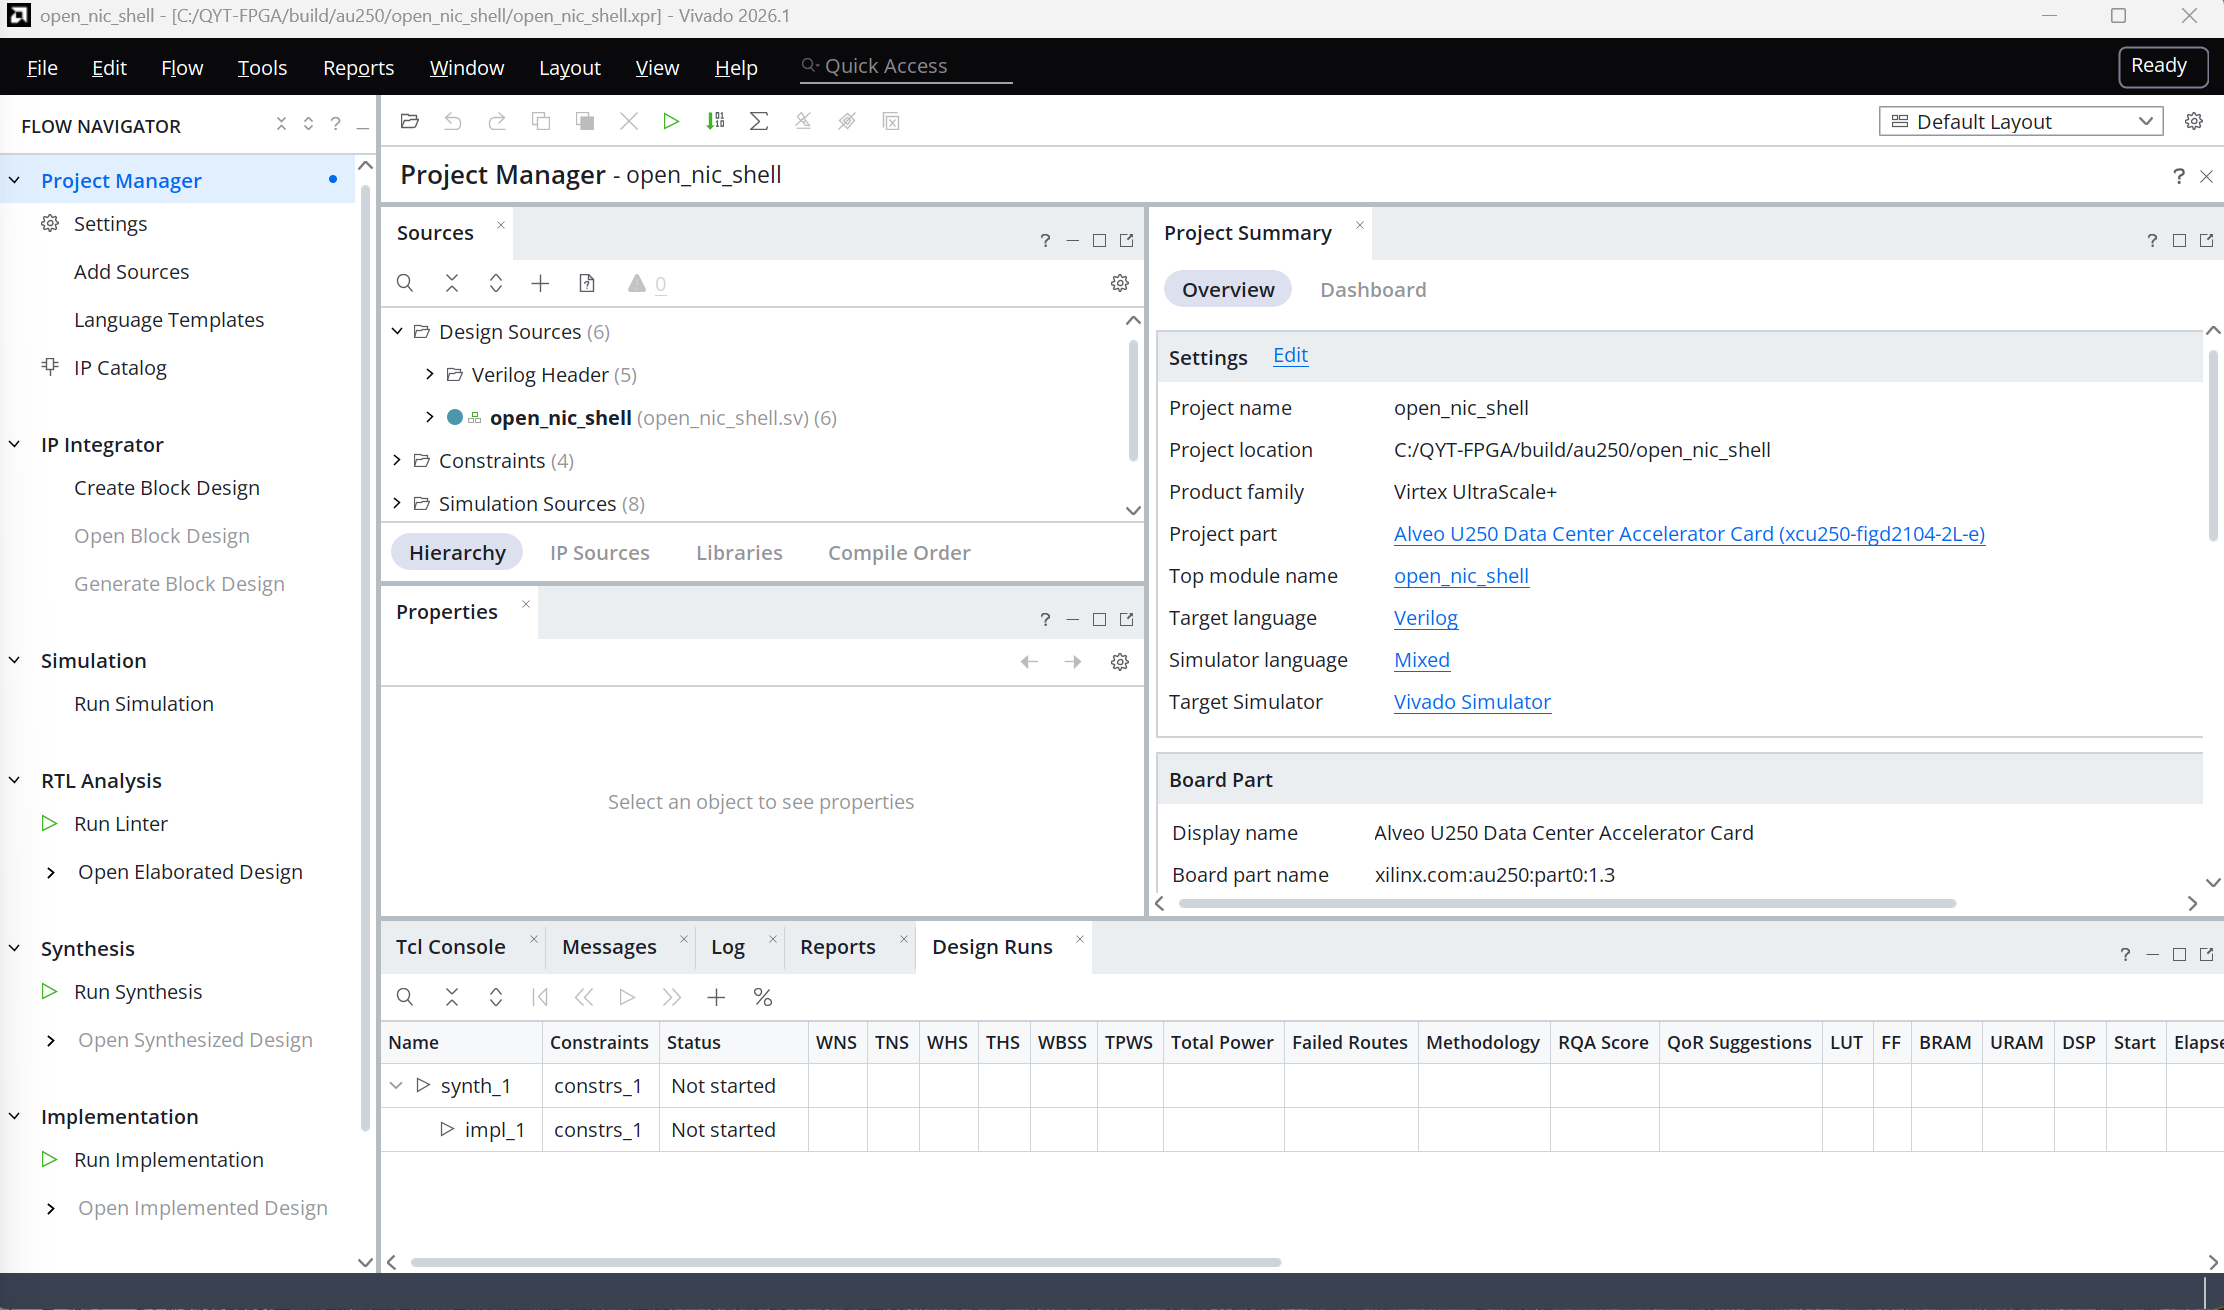 open_nic_shell - [C:/QYT-FPGA/build/au250/open_nic_shell/open_nic_shell.xpr] - Vivado 2026.1
File Edit Flow Tools Reports Window Layout View Help Quick Access Ready
FLOW NAVIGATOR ?
Default Layout
Project Manager
Settings
Add Sources
Language Templates
IP Catalog
IP Integrator
Create Block Design
Open Block Design
Generate Block Design
Simulation
Run Simulation
RTL Analysis
Run Linter
Open Elaborated Design
Synthesis
Run Synthesis
Open Synthesized Design
Implementation
Run Implementation
Open Implemented Design
Project Manager - open_nic_shell ?
Sources ?
0
Design Sources (6)
Verilog Header (5)
open_nic_shell (open_nic_shell.sv) (6)
Constraints (4)
Simulation Sources (8)
Hierarchy IP Sources Libraries Compile Order
Properties ?
Select an object to see properties
Project Summary ?
Overview Dashboard
Settings Edit
Project name open_nic_shell
Project location C:/QYT-FPGA/build/au250/open_nic_shell
Product family Virtex UltraScale+
Project part Alveo U250 Data Center Accelerator Card (xcu250-figd2104-2L-e)
Top module name open_nic_shell
Target language Verilog
Simulator language Mixed
Target Simulator Vivado Simulator
Board Part
Display name Alveo U250 Data Center Accelerator Card
Board part name xilinx.com:au250:part0:1.3
Tcl Console Messages Log Reports Design Runs ?
Name Constraints Status WNS TNS WHS THS WBSS TPWS Total Power Failed Routes Methodology RQA Score QoR Suggestions LUT FF BRAM URAM DSP Start Elapse
synth_1 constrs_1 Not started
impl_1 constrs_1 Not started